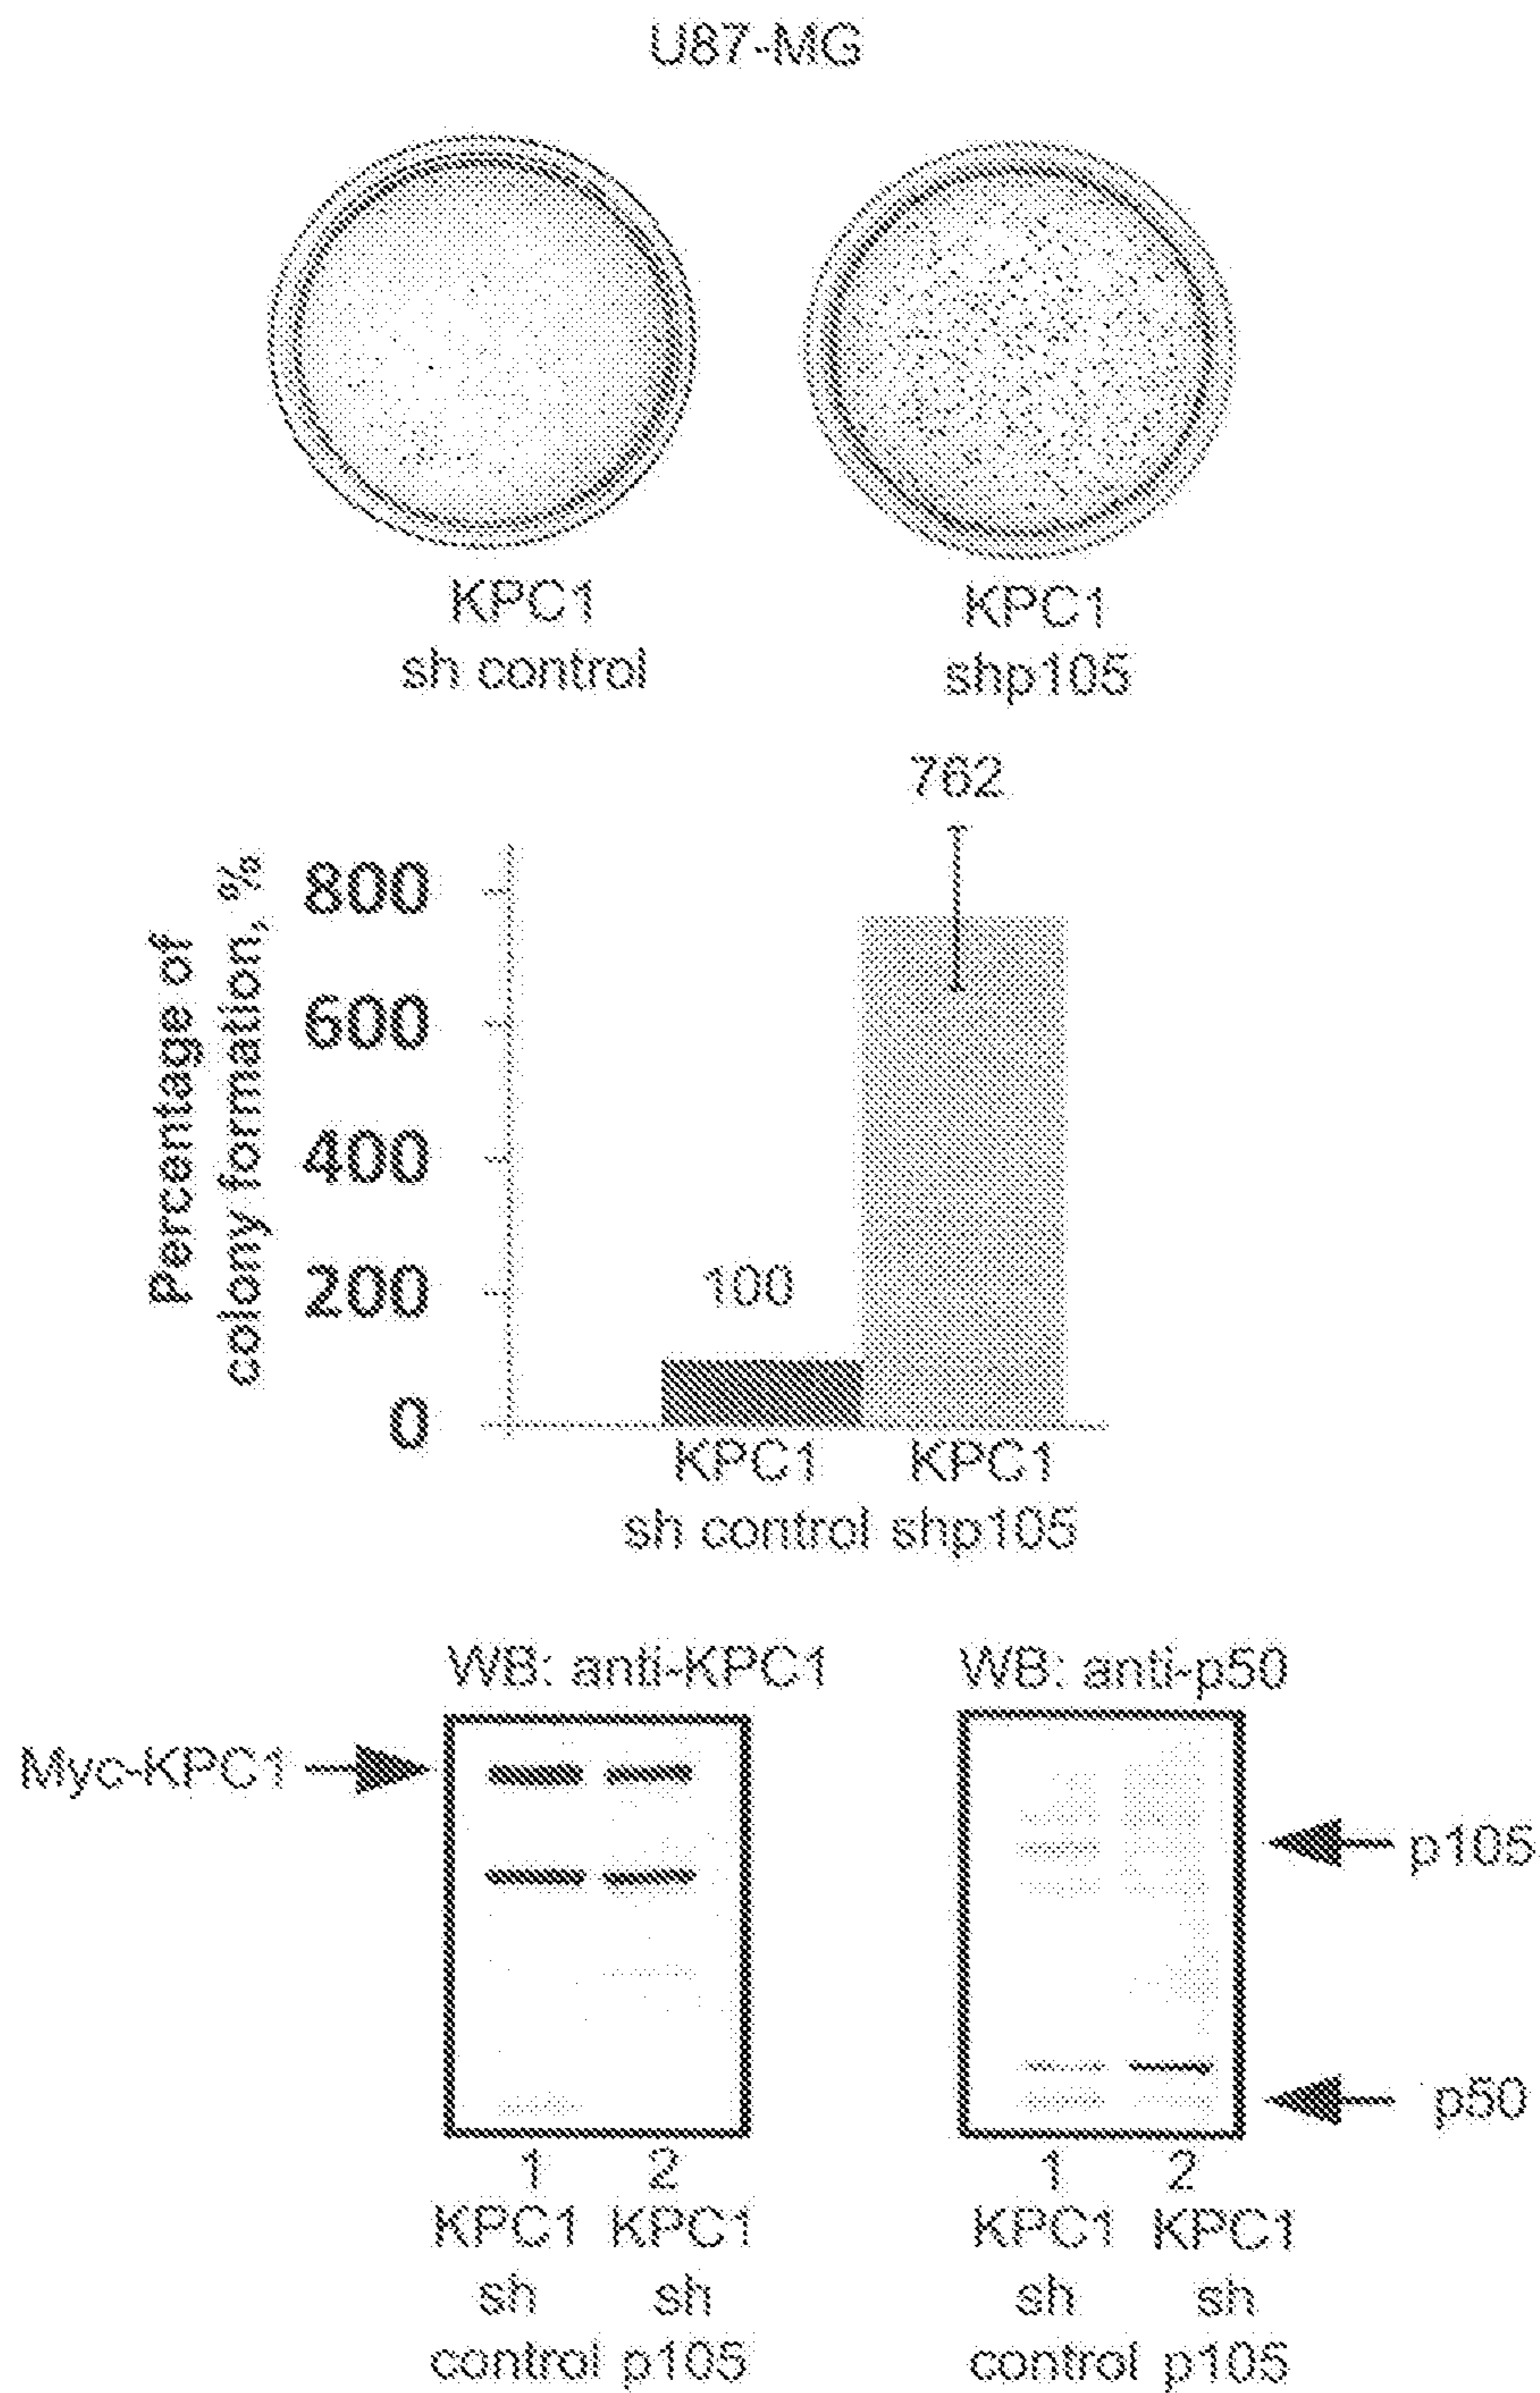 U87-MG
KPC1
sh control
KPC1
shp105
Percentage of
colony formation, %
800
600
400
200
0
762
100
KPC1 KPC1
sh control shp105
WB: anti-KPC1
WB: anti-p50
Myc-KPC1
p105
p50
1 2
KPC1 KPC1
sh sh
control p105
1 2
KPC1 KPC1
sh sh
control p105